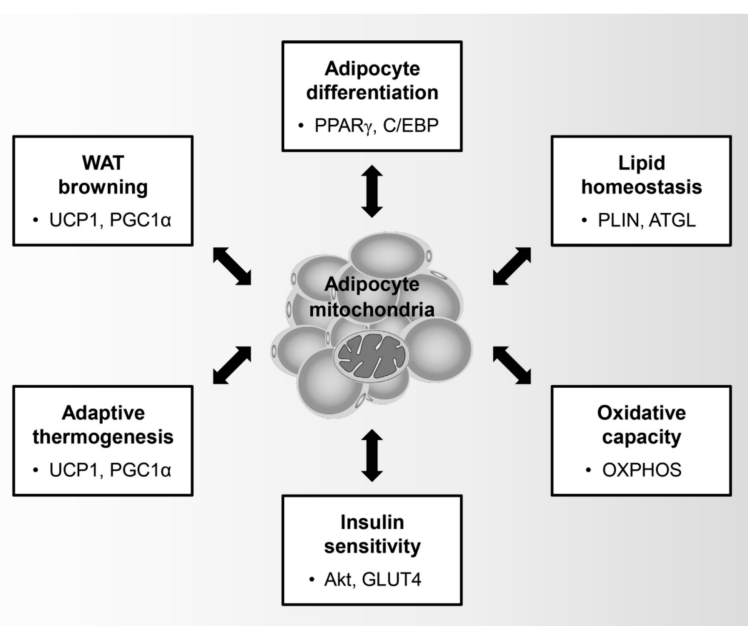 Adipocyte
differentiation
• PPARγ, C/EBP
WAT
browning
• UCP1, PGC1α
Lipid
homeostasis
• PLIN, ATGL
Adipocyte
mitochondria
Adaptive
thermogenesis
• UCP1, PGC1α
Oxidative
capacity
• OXPHOS
Insulin
sensitivity
• Akt, GLUT4